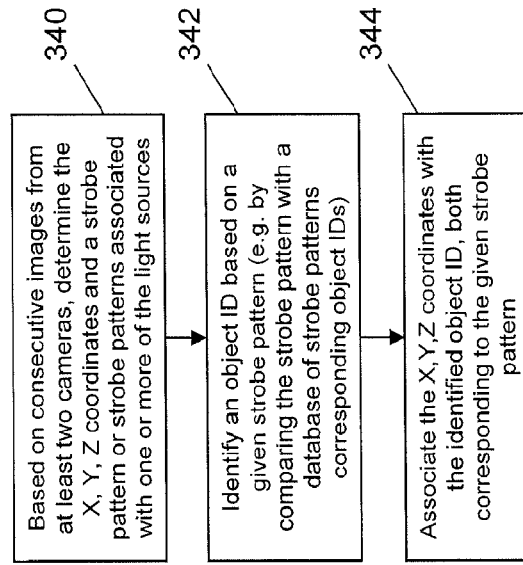 340
Based on consecutive images from
at least two cameras, determine the
X, Y, Z coordinates and a strobe
pattern or strobe patterns associated
with one or more of the light sources
342
Identify an object ID based on a
given strobe pattern (e.g. by
comparing the strobe pattern with a
database of strobe patterns
corresponding object IDs)
344
Associate the X,Y,Z coordinates with
the identified object ID, both
corresponding to the given strobe
pattern